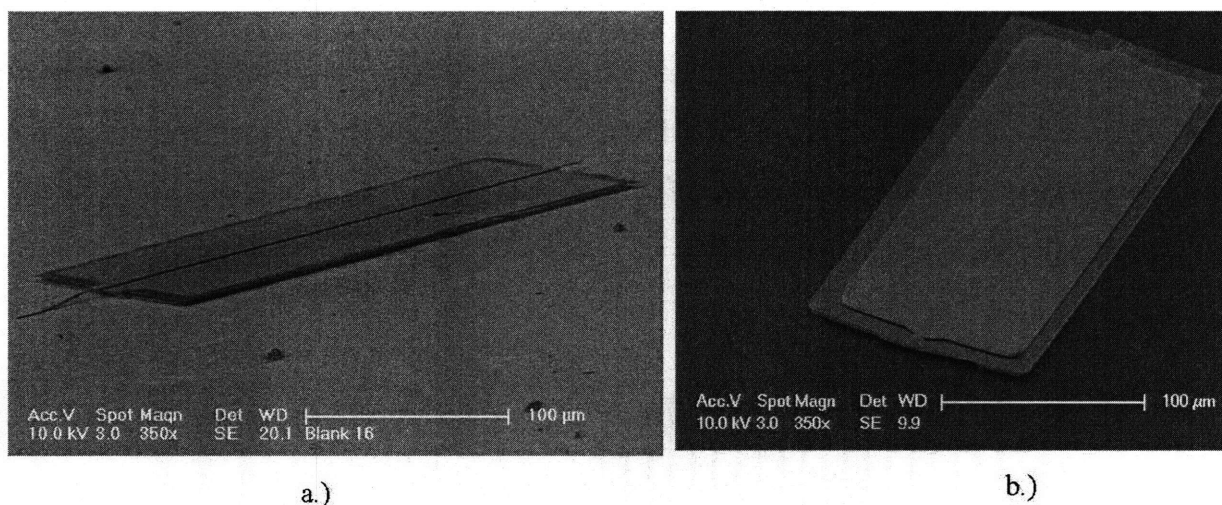 Acc.V Spot Magn Det WD 100 µm
10.0 kV 3.0 350x SE 20.1 Blank 16
Acc.V Spot Magn Det WD 100 µm
10.0 kV 3.0 350x SE 9.9
a.)
b.)